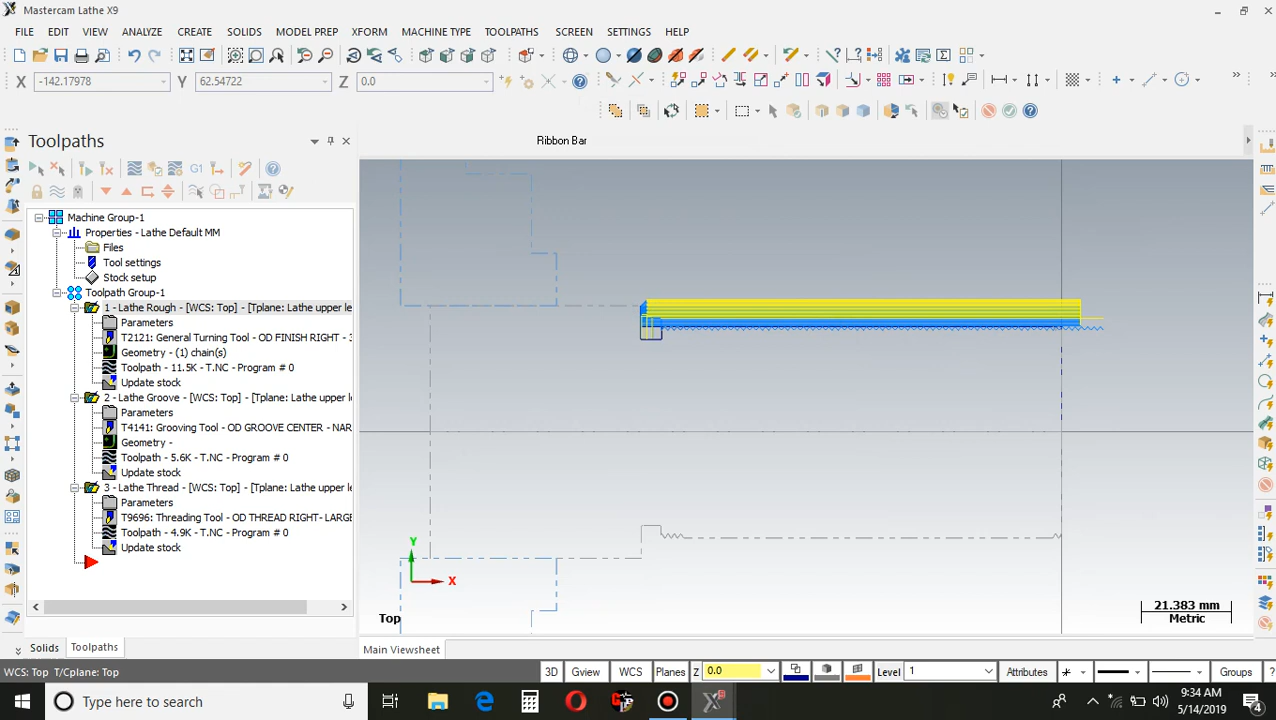 Mastercam Lathe X9
FILE EDIT VIEW ANALYZE CREATE SOLIDS MODEL PREP XFORM MACHINE TYPE TOOLPATHS SCREEN SETTINGS HELP
X -142.17978 Y 62.54722 Z 0.0
Ribbon Bar
Toolpaths
G1
Machine Group-1
Properties - Lathe Default MM
Files
Tool settings
Stock setup
Toolpath Group-1
1 - Lathe Rough - [WCS: Top] - [Tplane: Lathe upper le
Parameters
T2121: General Turning Tool - OD FINISH RIGHT - 3
Geometry - (1) chain(s)
Toolpath - 11.5K - T.NC - Program # 0
Update stock
2 - Lathe Groove - [WCS: Top] - [Tplane: Lathe upper le
Parameters
T4141: Grooving Tool - OD GROOVE CENTER - NAR
Geometry -
Toolpath - 5.6K - T.NC - Program # 0
Update stock
3 - Lathe Thread - [WCS: Top] - [Tplane: Lathe upper le
Parameters
T9696: Threading Tool - OD THREAD RIGHT- LARGE
Toolpath - 4.9K - T.NC - Program # 0
Update stock
Y
X
Top
21.383 mm
Metric
Solids Toolpaths
Main Viewsheet
WCS: Top T/Cplane: Top
3D Gview WCS Planes Z 0.0 Level 1 Attributes Groups
Type here to search
9:34 AM
5/14/2019
4